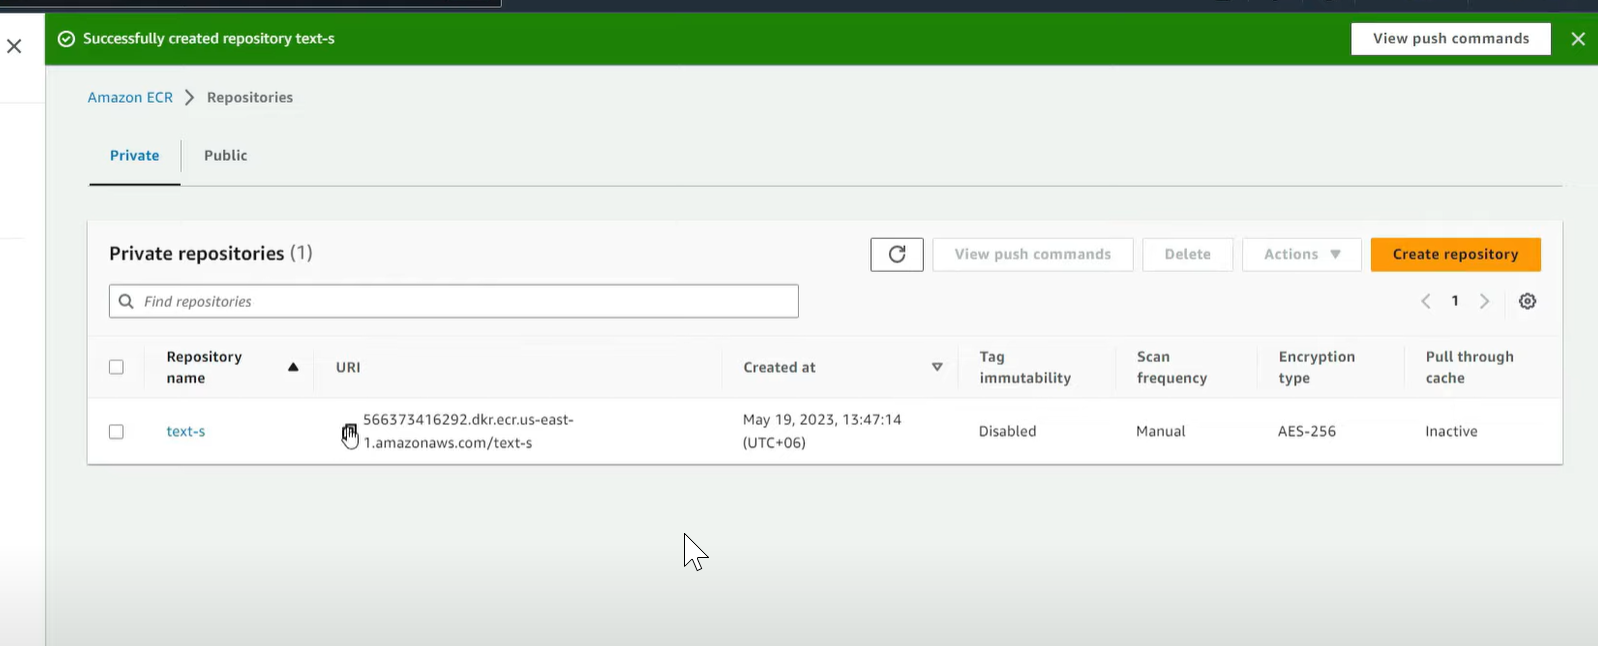 Successfully created repository text-s
View push commands
Amazon ECR
Repositories
Private
Public
Private repositories (1)
View push commands
Delete
Actions
Create repository
Find repositories
1
Repository
name
URI
Created at
Tag
immutability
Scan
frequency
Encryption
type
Pull through
cache
text-s
566373416292.dkr.ecr.us-east-
1.amazonaws.com/text-s
May 19, 2023, 13:47:14
(UTC+06)
Disabled
Manual
AES-256
Inactive